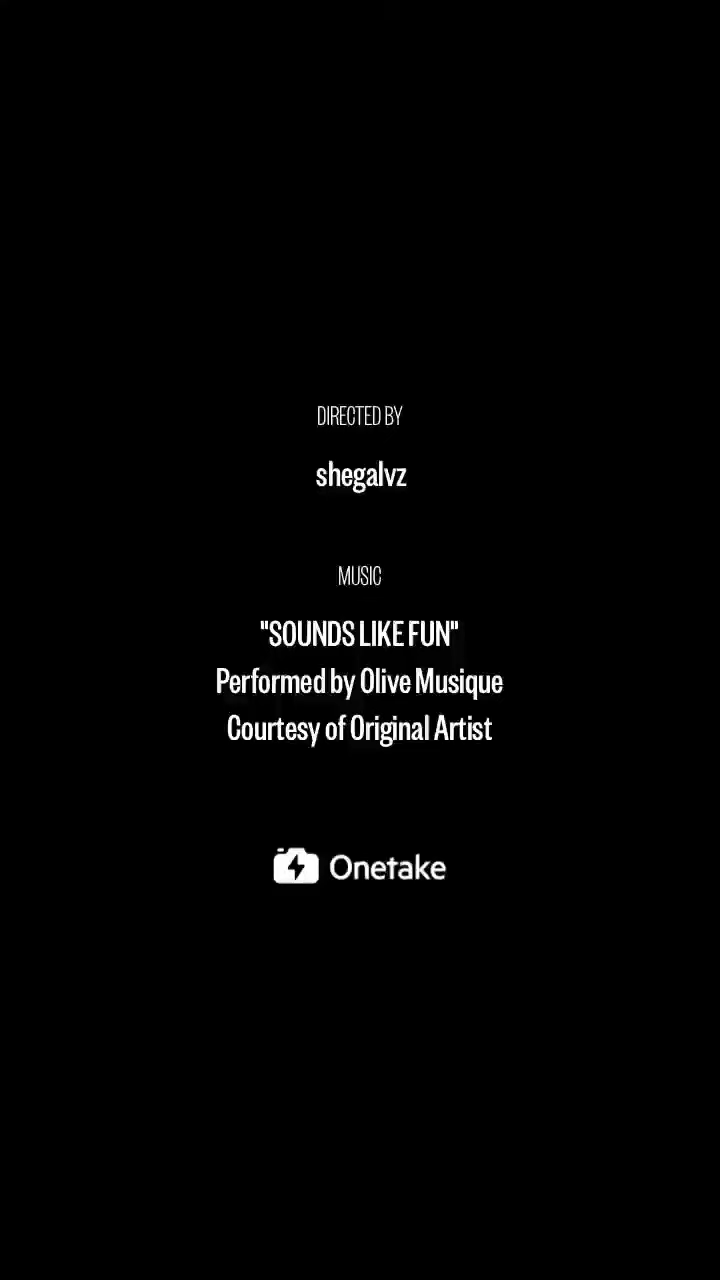 DIRECTED BY
shegalvz
MUSIC
"SOUNDS LIKE FUN"
Performed by Olive Musique
Courtesy of Original Artist
Onetake